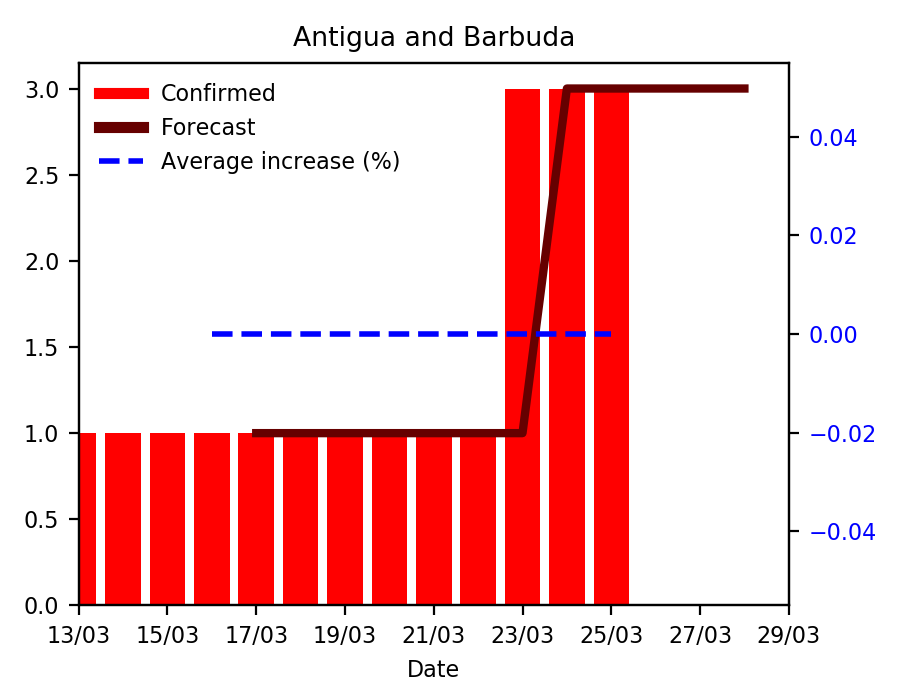 Antigua and Barbuda
Confirmed
Forecast
Average increase (%)
3.0
2.5
2.0
1.5
1.0
0.5
0.0
0.04
0.02
0.00
−0.02
−0.04
13/03 15/03 17/03 19/03 21/03 23/03 25/03 27/03 29/03
Date